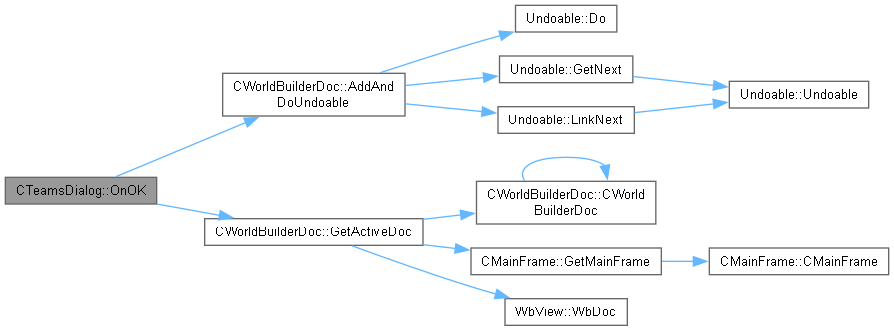 Undoable::Do
CWorldBuilderDoc::AddAnd
DoUndoable
Undoable::GetNext
Undoable::Undoable
Undoable::LinkNext
CTeamsDialog::OnOK
CWorldBuilderDoc::CWorld
BuilderDoc
CWorldBuilderDoc::GetActiveDoc
CMainFrame::GetMainFrame
CMainFrame::CMainFrame
WbView::WbDoc